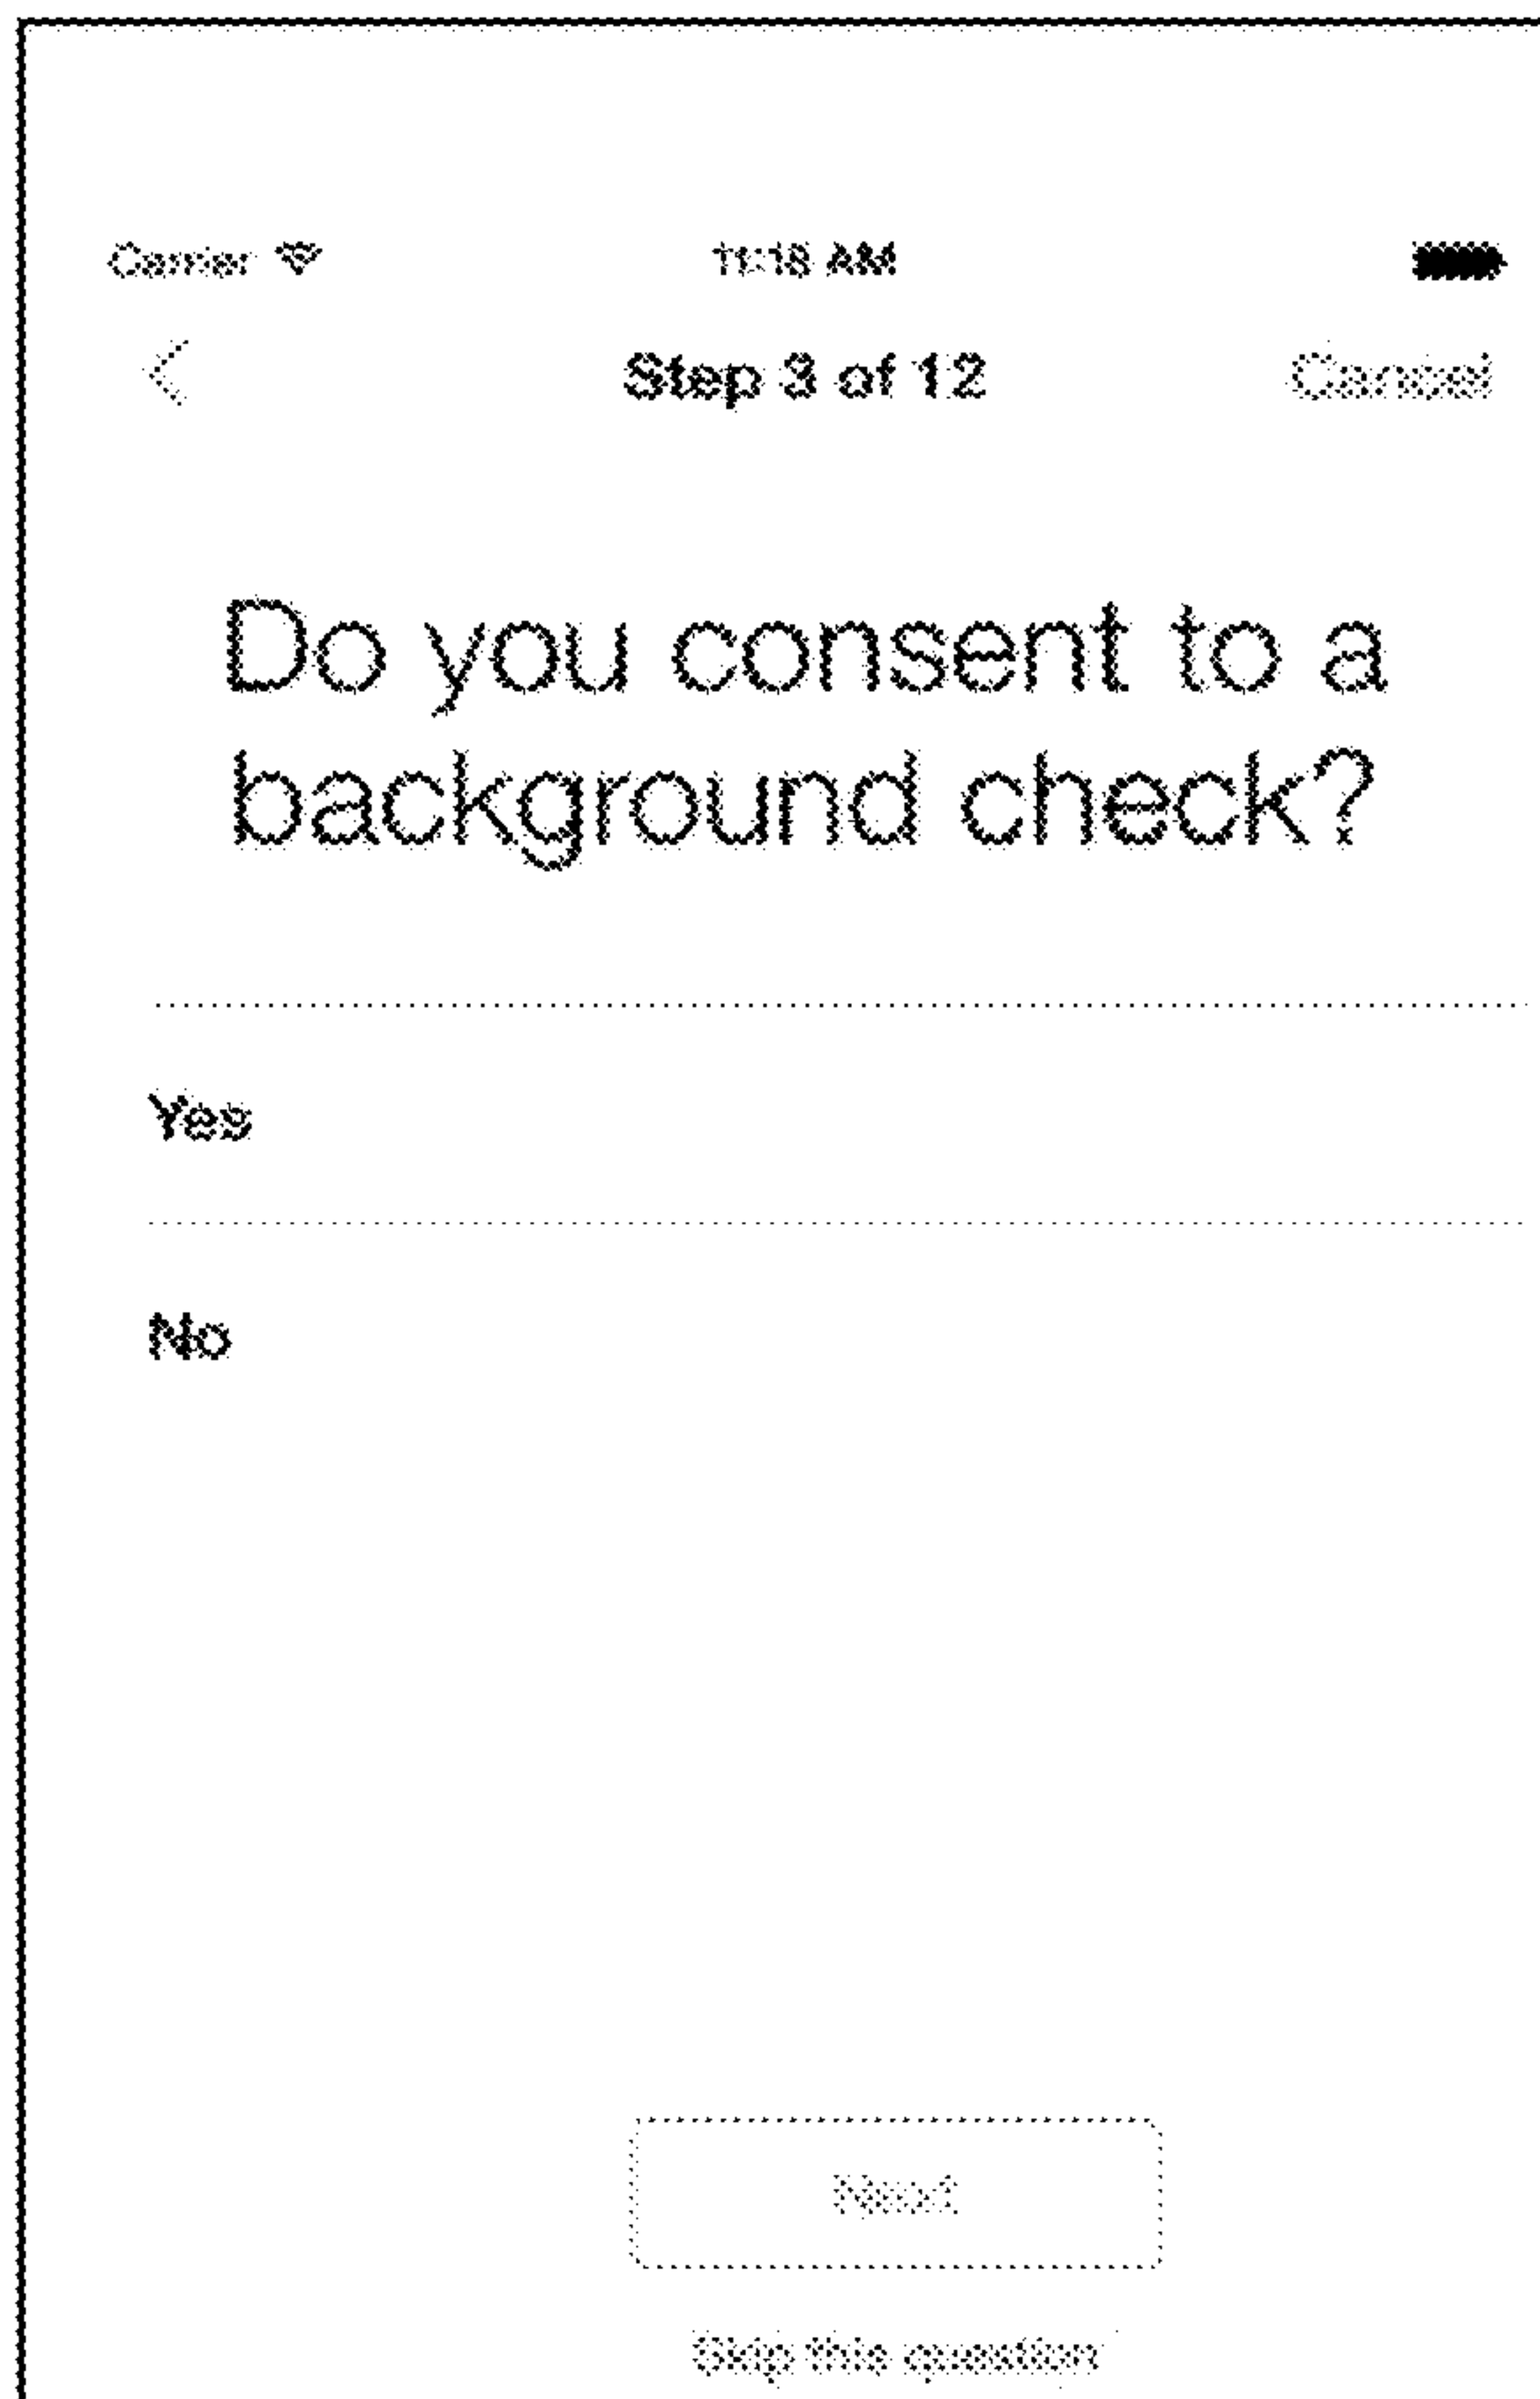 Carrier 11:18 AM
< Step 3 of 12 Cancel
Do you consent to a
background check?
Yes
No
Next
Skip this question